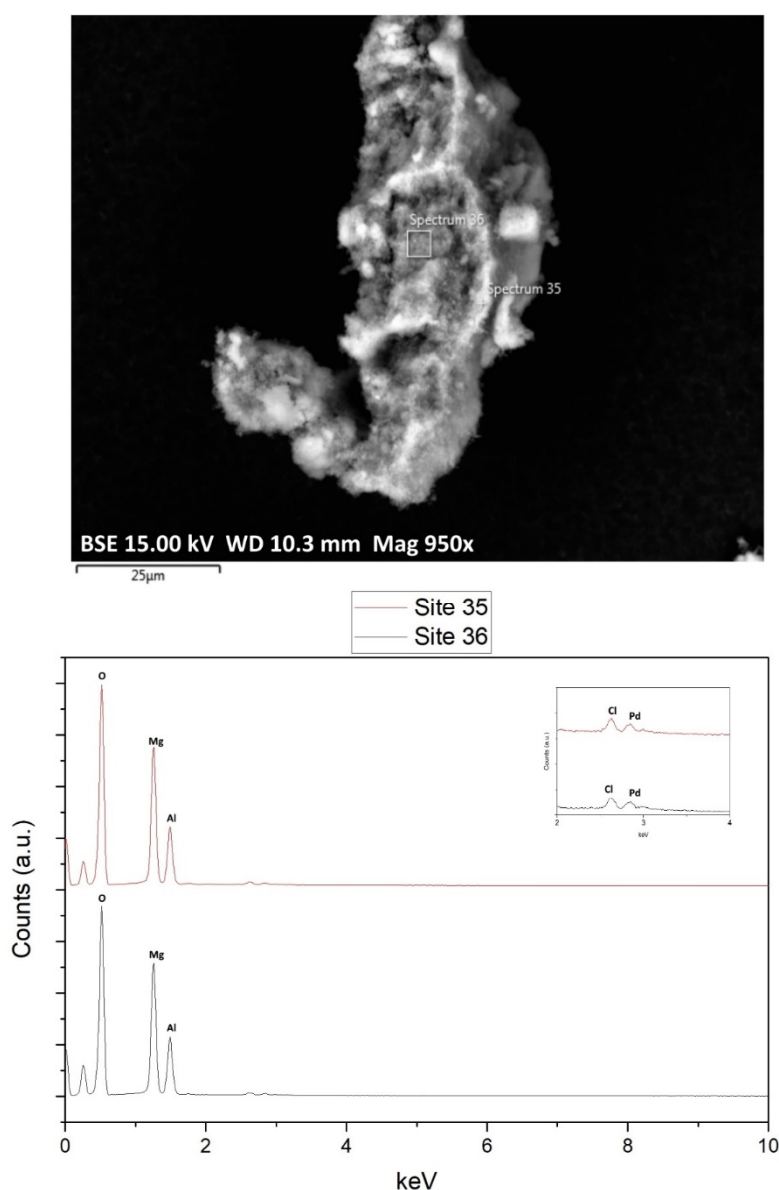 Spectrum 36
Spectrum 35
BSE 15.00 kV WD 10.3 mm Mag 950x
25μm
Site 35
Site 36
O
Mg
Al
Cl
Pd
Cl
Pd
Counts (a.u.)
2
3
4
keV
O
Mg
Al
Counts (a.u.)
0
2
4
6
8
10
keV